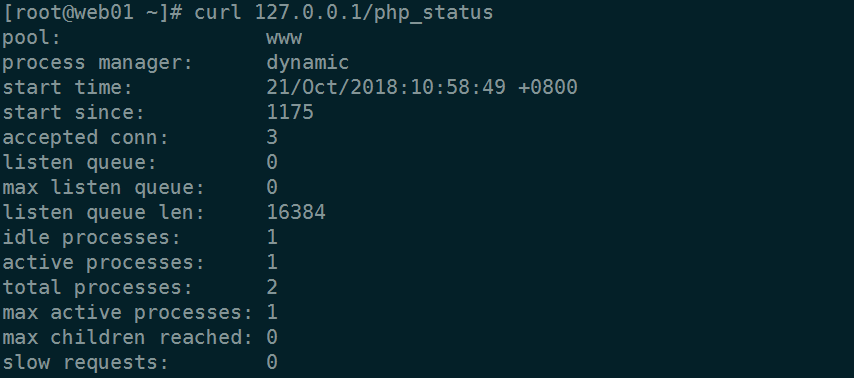 [root@web01 ~]# curl 127.0.0.1/php_status
pool:                 www
process manager:      dynamic
start time:           21/Oct/2018:10:58:49 +0800
start since:          1175
accepted conn:        3
listen queue:         0
max listen queue:     0
listen queue len:     16384
idle processes:       1
active processes:     1
total processes:      2
max active processes: 1
max children reached: 0
slow requests:        0